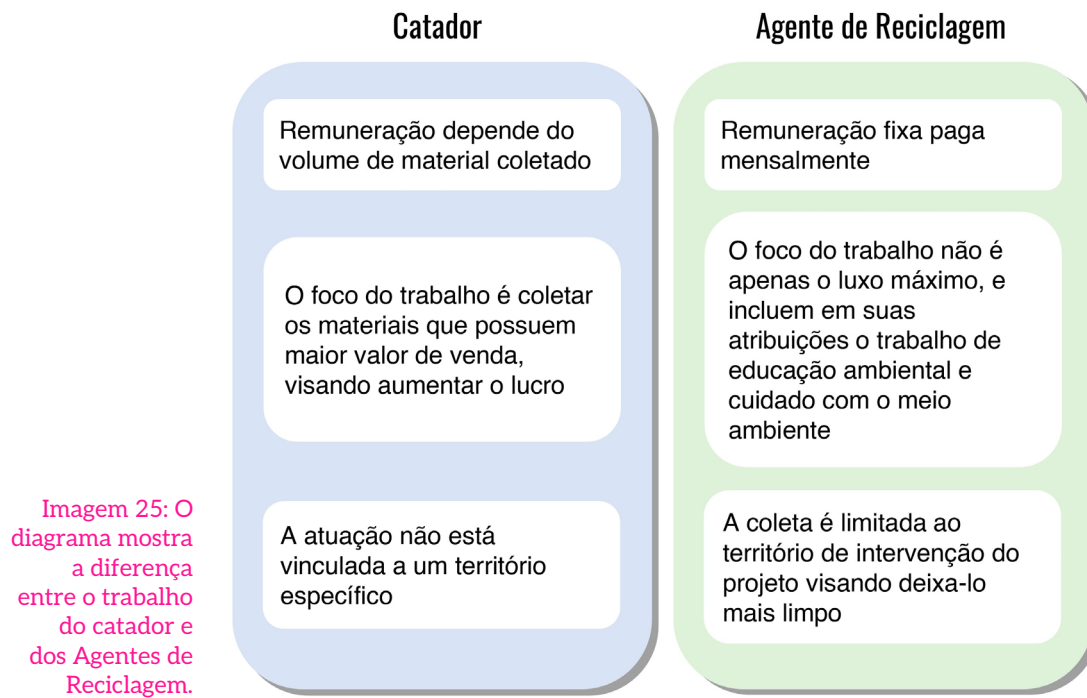 Catador
Remuneração depende do
volume de material coletado
O foco do trabalho é coletar
os materiais que possuem
maior valor de venda,
visando aumentar o lucro
A atuação não está
vinculada a um território
específico
Agente de Reciclagem
Remuneração fixa paga
mensalmente
O foco do trabalho não é
apenas o luxo máximo, e
incluem em suas
atribuições o trabalho de
educação ambiental e
cuidado com o meio
ambiente
A coleta é limitada ao
território de intervenção do
projeto visando deixa-lo
mais limpo
Imagem 25: O
diagrama mostra
a diferença
entre o trabalho
do catador e
dos Agentes de
Reciclagem.